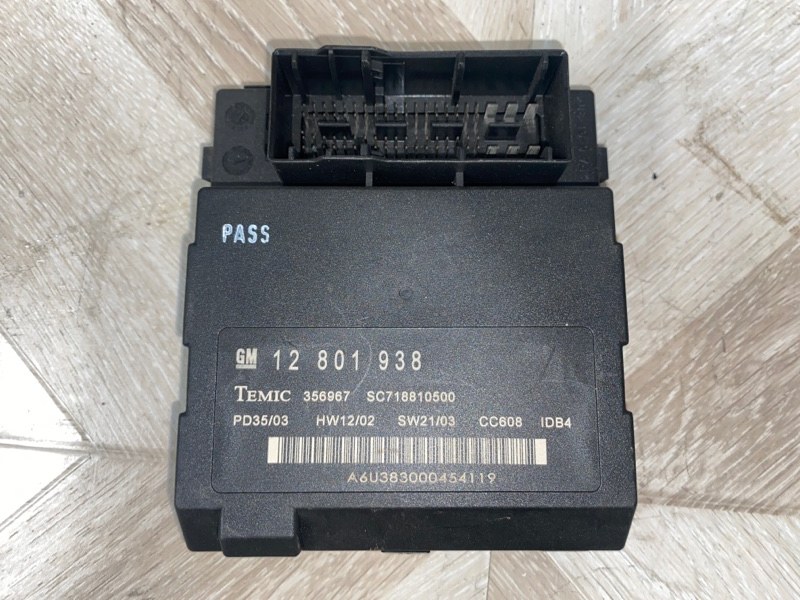 PASS
GM 12 801 938
TEMIC 356967 SC718810500
PD35/03 HW12/02 SW21/03 CC608 IDB4
A6U383000454119